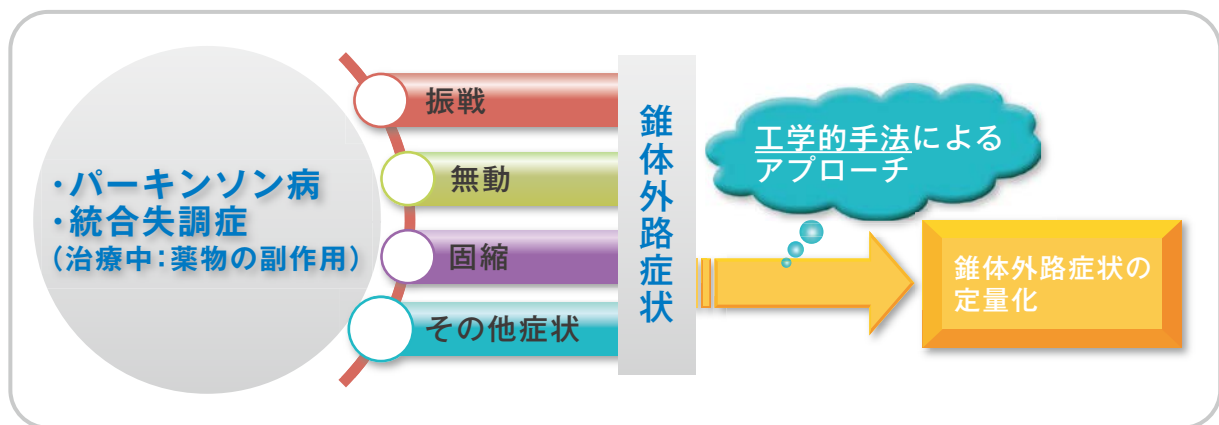 ・パーキンソン病
・統合失調症
（治療中：薬物の副作用）
振戦
無動
固縮
その他症状
錐体外路症状
工学的手法による
アプローチ
錐体外路症状の
定量化